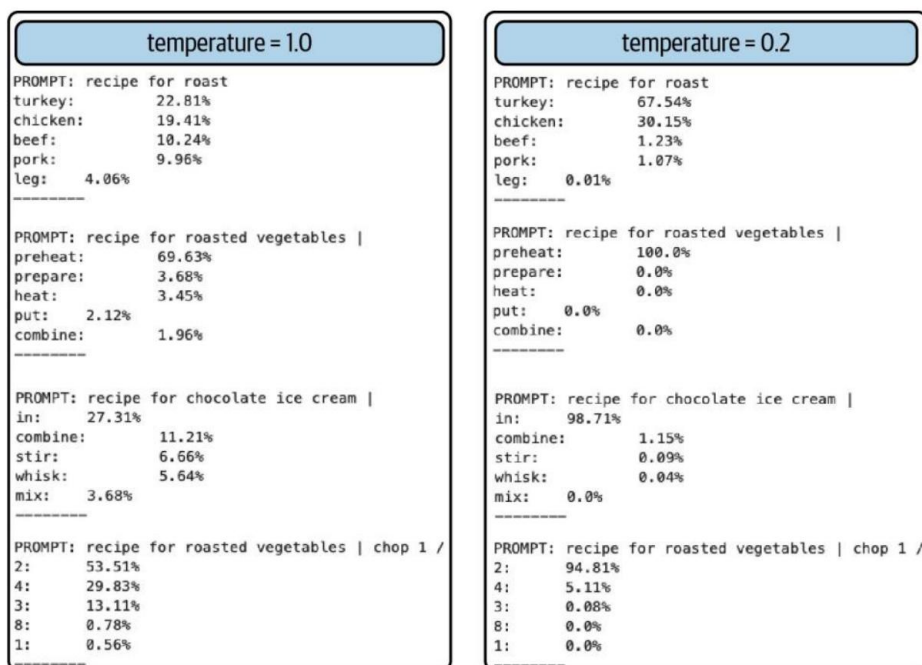 temperature = 1.0
PROMPT: recipe for roast
turkey: 22.81%
chicken: 19.41%
beef: 10.24%
pork: 9.96%
leg: 4.06%
--------
PROMPT: recipe for roasted vegetables |
preheat: 69.63%
prepare: 3.68%
heat: 3.45%
put: 2.12%
combine: 1.96%
--------
PROMPT: recipe for chocolate ice cream |
in: 27.31%
combine: 11.21%
stir: 6.66%
whisk: 5.64%
mix: 3.68%
--------
PROMPT: recipe for roasted vegetables | chop 1 /
2: 53.51%
4: 29.83%
3: 13.11%
8: 0.78%
1: 0.56%
--------
temperature = 0.2
PROMPT: recipe for roast
turkey: 67.54%
chicken: 30.15%
beef: 1.23%
pork: 1.07%
leg: 0.01%
--------
PROMPT: recipe for roasted vegetables |
preheat: 100.0%
prepare: 0.0%
heat: 0.0%
put: 0.0%
combine: 0.0%
--------
PROMPT: recipe for chocolate ice cream |
in: 98.71%
combine: 1.15%
stir: 0.09%
whisk: 0.04%
mix: 0.0%
--------
PROMPT: recipe for roasted vegetables | chop 1 /
2: 94.81%
4: 5.11%
3: 0.08%
8: 0.0%
1: 0.0%
--------